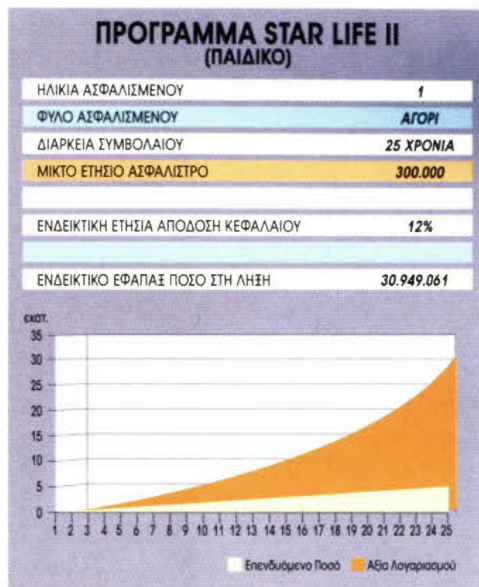 ΠΡΟΓΡΑΜΜΑ STAR LIFE II
(ΠΑΙΔΙΚΟ)
ΗΛΙΚΙΑ ΑΣΦΑΛΙΣΜΕΝΟΥ 1
ΦΥΛΟ ΑΣΦΑΛΙΣΜΕΝΟΥ ΑΓΟΡΙ
ΔΙΑΡΚΕΙΑ ΣΥΜΒΟΛΑΙΟΥ 25 ΧΡΟΝΙΑ
ΜΙΚΤΟ ΕΤΗΣΙΟ ΑΣΦΑΛΙΣΤΡΟ 300.000
ΕΝΔΕΙΚΤΙΚΗ ΕΤΗΣΙΑ ΑΠΟΔΟΣΗ ΚΕΦΑΛΑΙΟΥ 12%
ΕΝΔΕΙΚΤΙΚΟ ΕΦΑΠΑΞ ΠΟΣΟ ΣΤΗ ΛΗΞΗ 30.949.061
εκατ.
35
30
25
20
15
10
5
0
1 2 3 4 5 6 7 8 9 10 11 12 13 14 15 16 17 18 19 20 21 22 23 24 25
Επενδυόμενο Ποσό Αξία Λογαριασμού